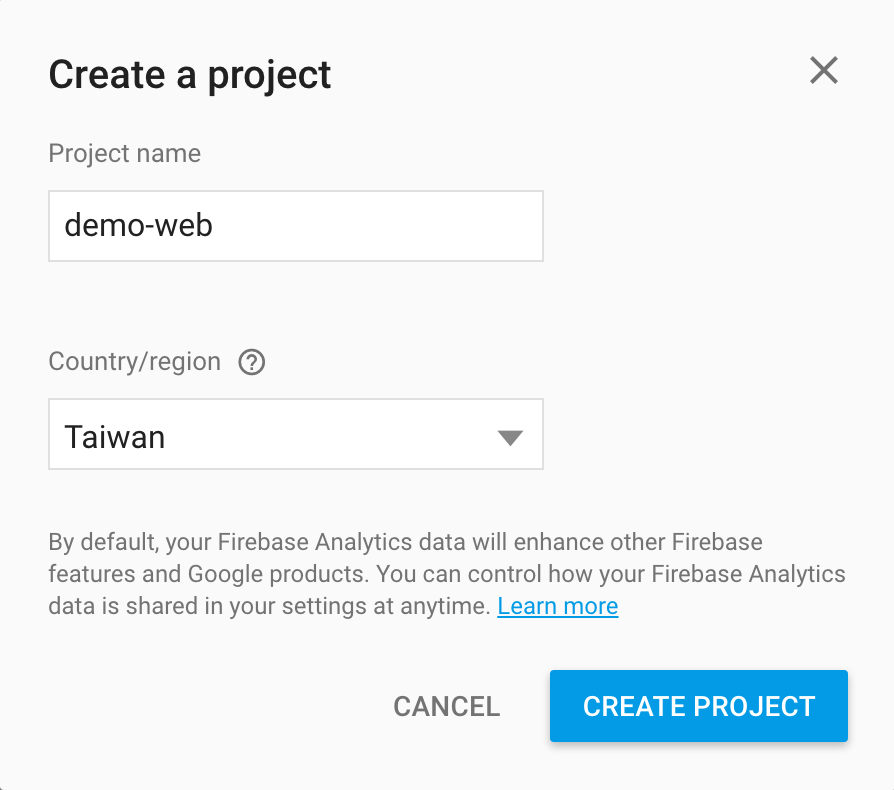 Create a project
Project name
demo-web
Country/region
Taiwan
By default, your Firebase Analytics data will enhance other Firebase
features and Google products. You can control how your Firebase Analytics
data is shared in your settings at anytime. Learn more
CANCEL
CREATE PROJECT